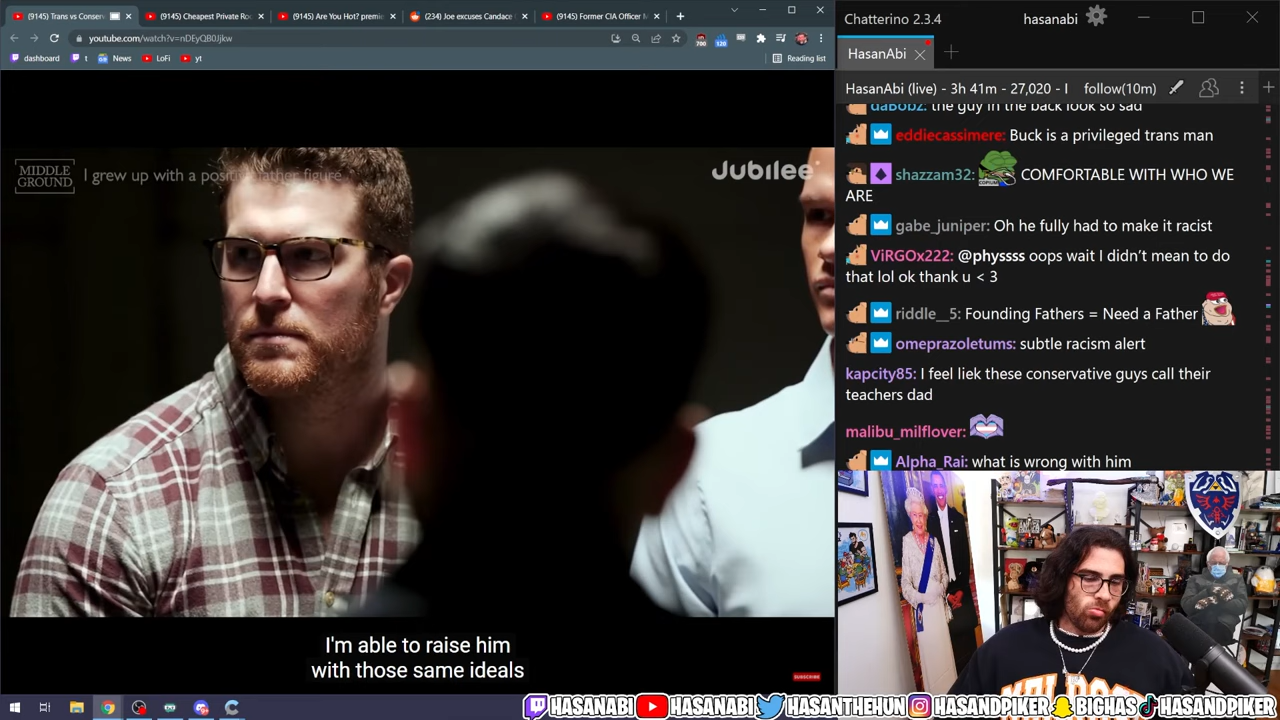 (9145) Trans vs Conserv
(9145) Cheapest Private Ro
(9145) Are You Hot? premie
(234) Joe excuses Candace
(9145) Former CIA Officer M
youtube.com/watch?v=nDEyQB0Jjkw
dashboard
t
News
LoFi
yt
Reading list
Chatterino 2.3.4
hasanabi
HasanAbi
HasanAbi (live) - 3h 41m - 27,020 - I
follow(10m)
daBobz: the guy in the back look so sad
eddiecassimere: Buck is a privileged trans man
shazzam32: COMFORTABLE WITH WHO WE
ARE
gabe_juniper: Oh he fully had to make it racist
ViRGOx222: @physsss oops wait I didn't mean to do
that lol ok thank u < 3
riddle__5: Founding Fathers = Need a Father
omeprazoletums: subtle racism alert
kapcity85: I feel liek these conservative guys call their
teachers dad
malibu_milflover:
Alpha_Rai: what is wrong with him
MIDDLE
GROUND
I grew up with a positive father figure
Jubilee
I'm able to raise him
with those same ideals
SUBSCRIBE
HASANABI
HASANABI
HASANTHEHUN
HASANDPIKER
BIGHAS
HASANDPIKER